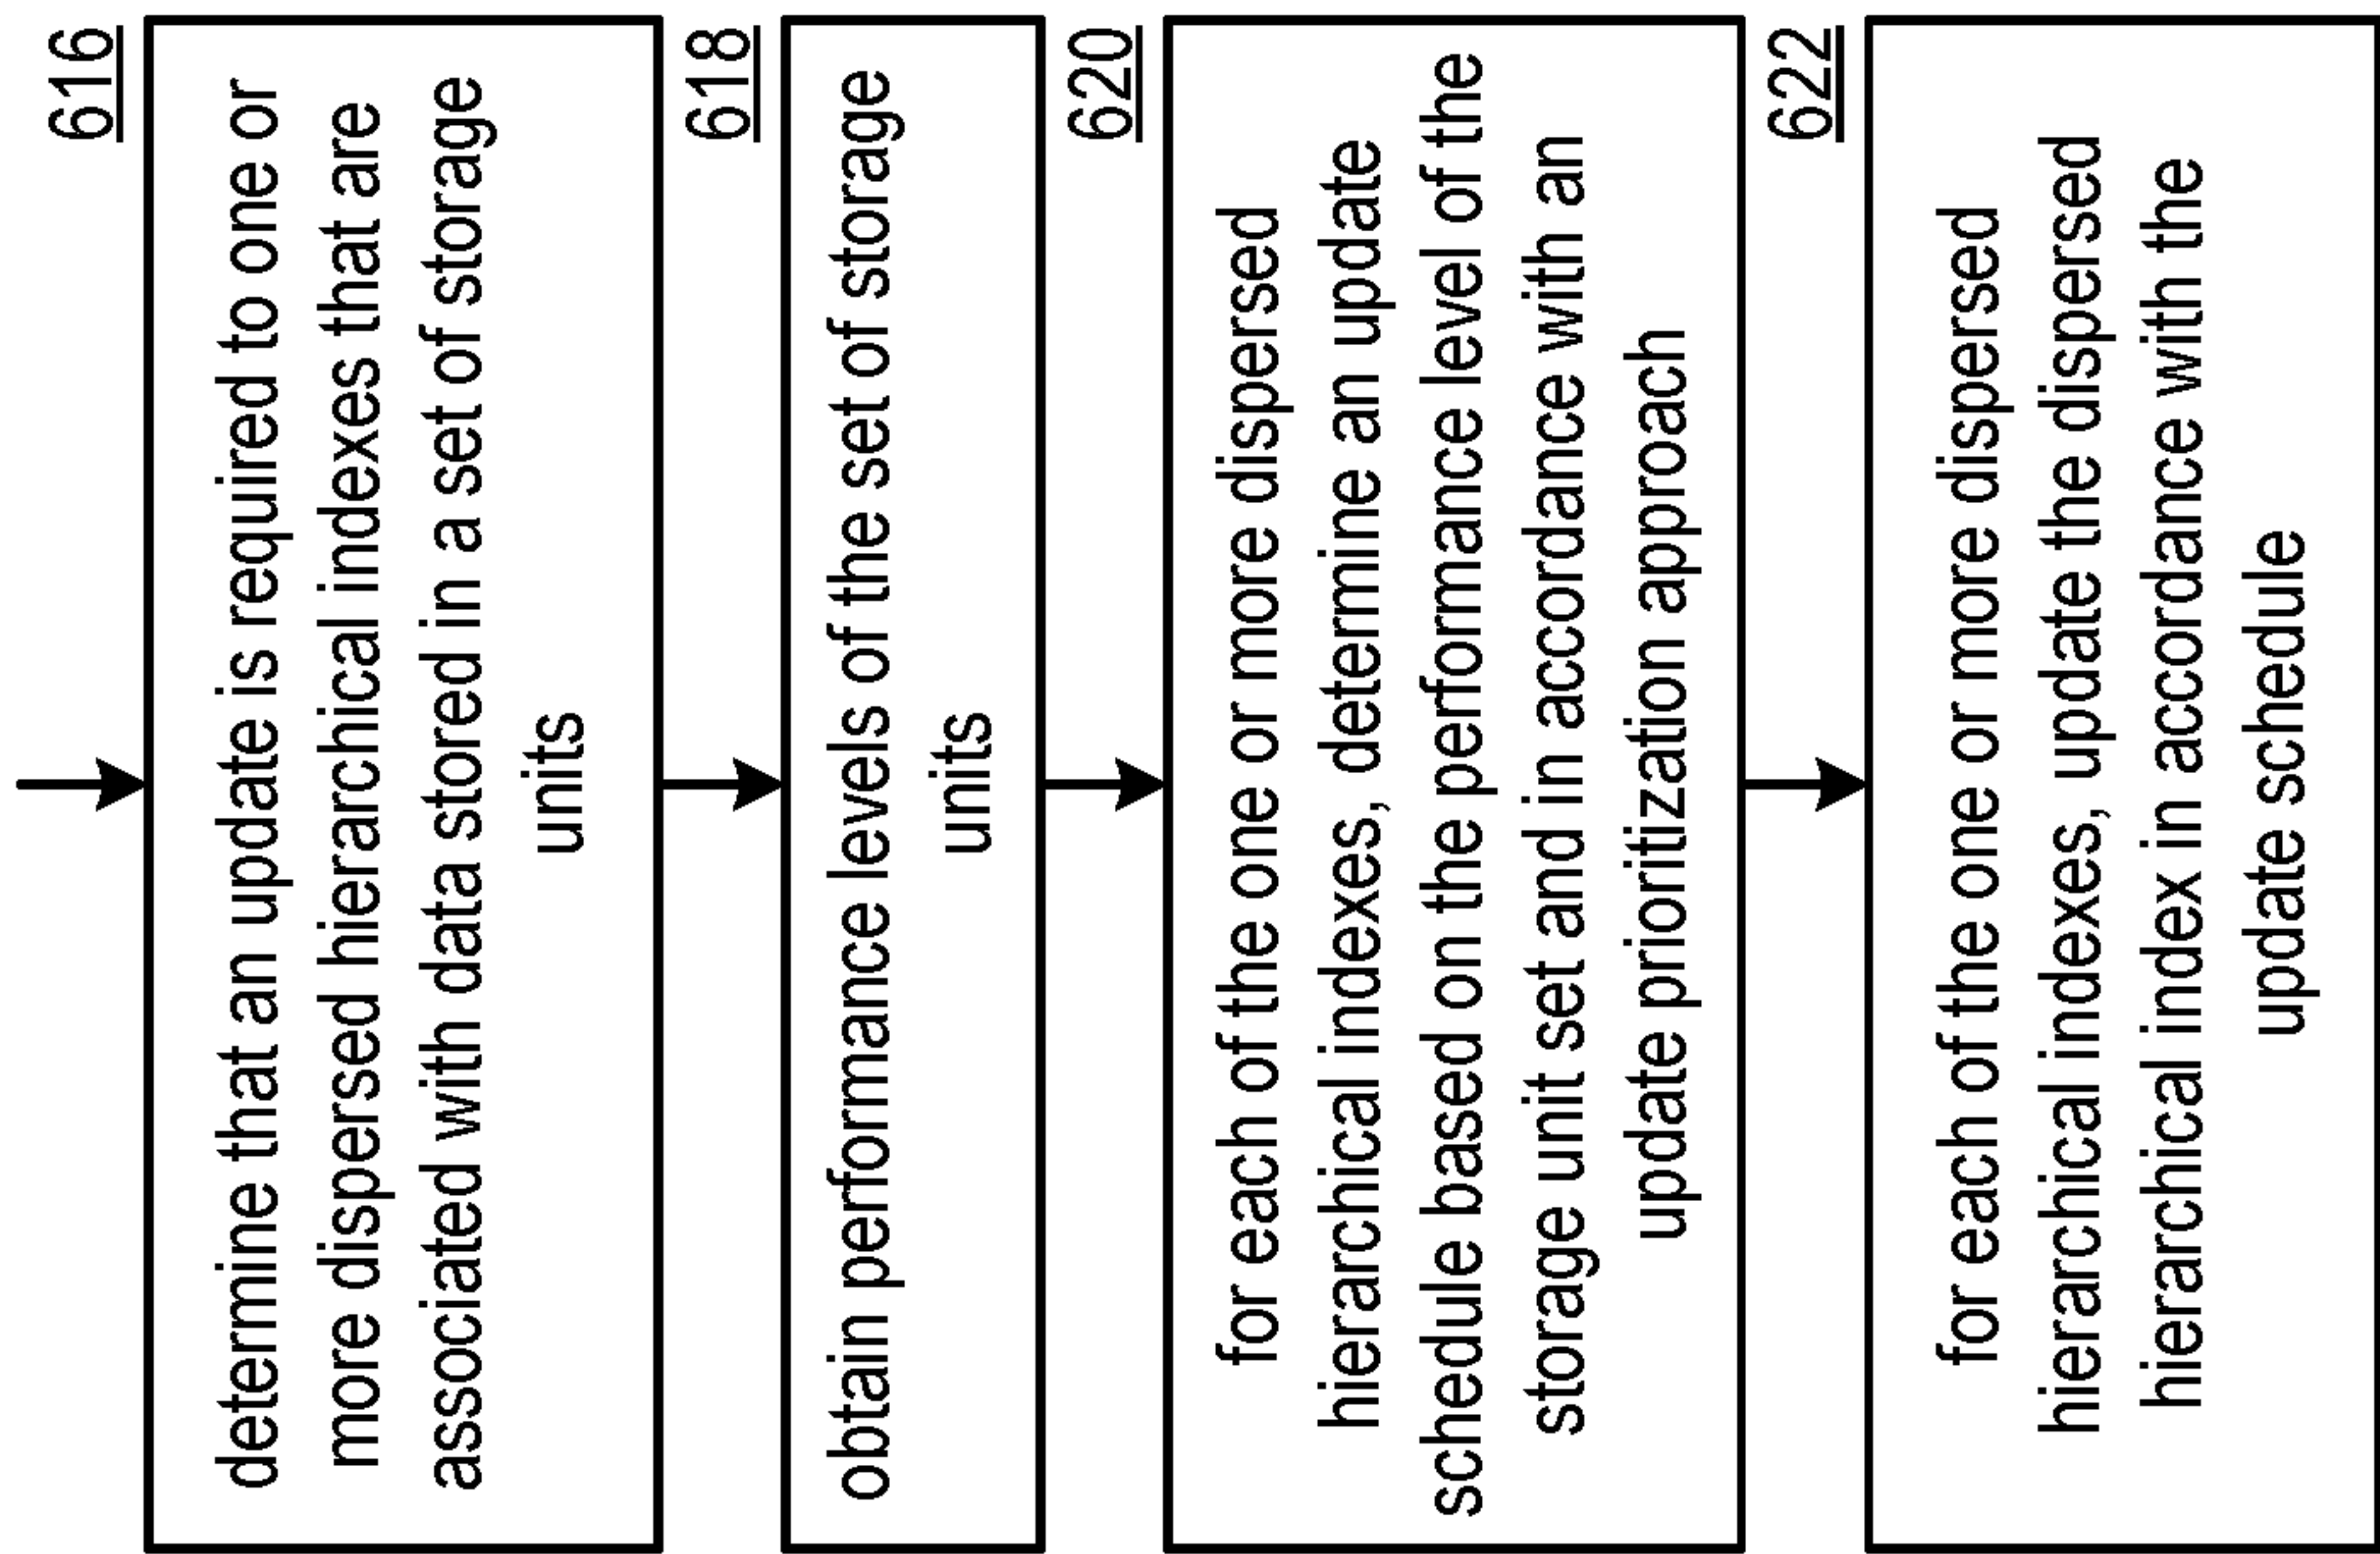 616
determine that an update is required to one or
more dispersed hierarchical indexes that are
associated with data stored in a set of storage
units
618
obtain performance levels of the set of storage
units
620
for each of the one or more dispersed
hierarchical indexes, determine an update
schedule based on the performance level of the
storage unit set and in accordance with an
update prioritization approach
622
for each of the one or more dispersed
hierarchical indexes, update the dispersed
hierarchical index in accordance with the
update schedule